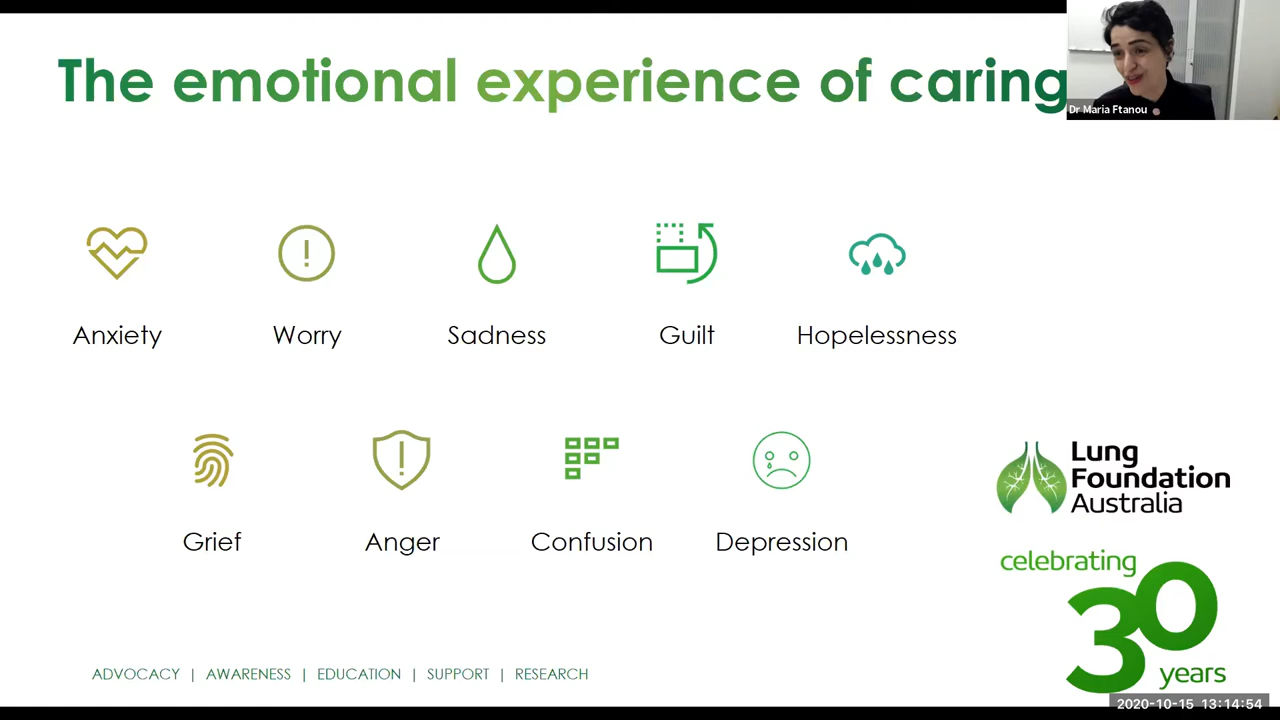 The emotional experience of caring
Dr Maria Ftanou
Anxiety
Worry
Sadness
Guilt
Hopelessness
Grief
Anger
Confusion
Depression
Lung
Foundation
Australia
celebrating
30
years
ADVOCACY | AWARENESS | EDUCATION | SUPPORT | RESEARCH
2020-10-15 13:14:54